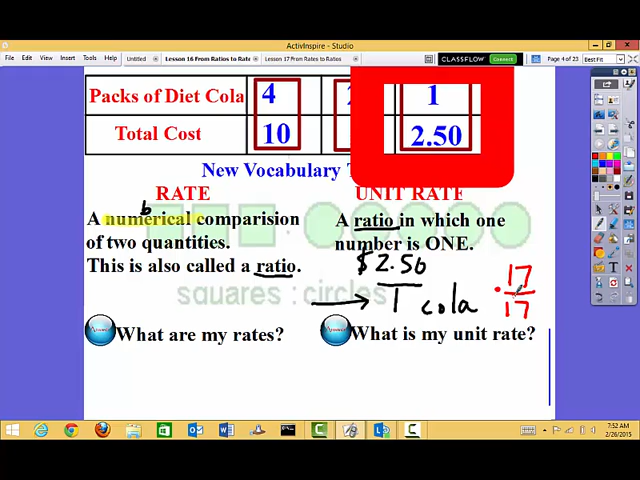 ActivInspire - Studio
File Edit View Insert Tools Help
Untitled Lesson 16 From Ratios to Rate Lesson 17 From Rates to Ratios CLASSFLOW Connect Page 4 of 23 Best Fit
Packs of Diet Cola 4 1
Total Cost 10 2.50
New Vocabulary T
RATE UNIT RATE
b
A numerical comparision
of two quantities.
This is also called a ratio.
A ratio in which one
number is ONE.
$2.50
1 cola
. 17
17
squares : circles
What are my rates? What is my unit rate?
7:52 AM
2/26/2015